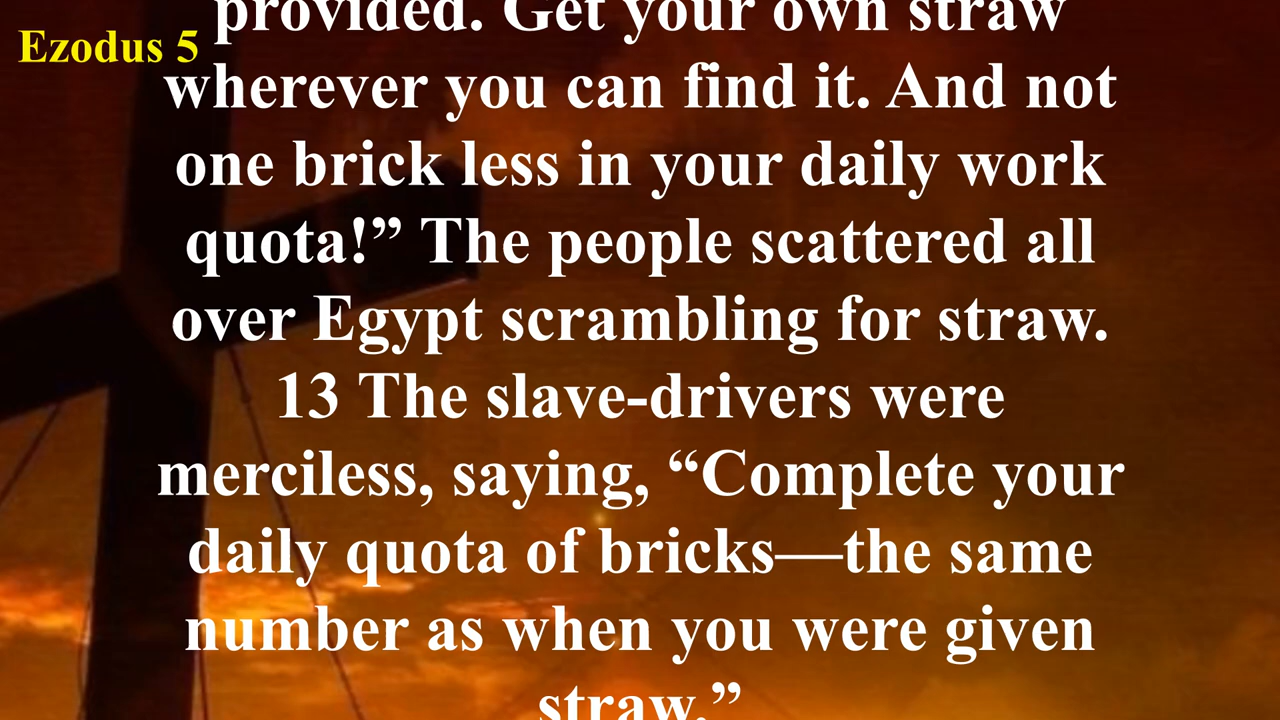 Ezodus 5
provided. Get your own straw
wherever you can find it. And not
one brick less in your daily work
quota!” The people scattered all
over Egypt scrambling for straw.
13 The slave-drivers were
merciless, saying, “Complete your
daily quota of bricks—the same
number as when you were given
straw.”